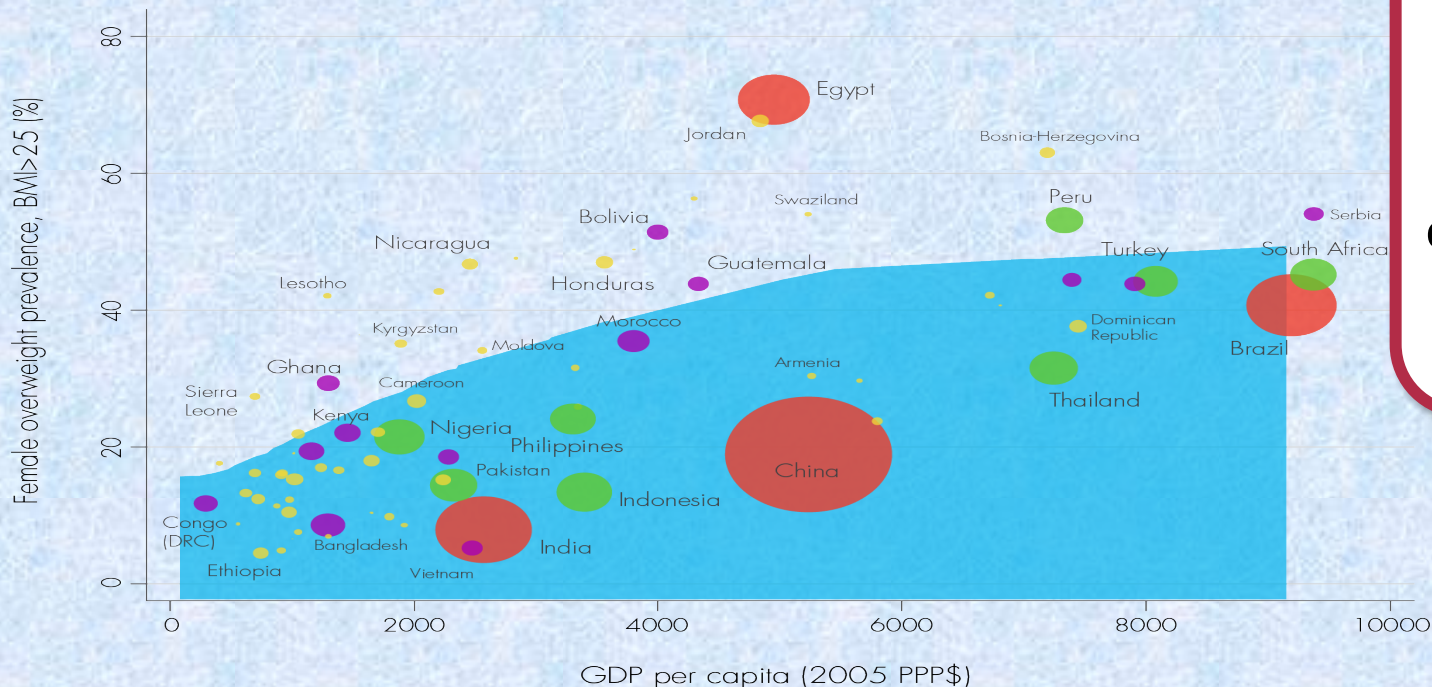 Female overweight prevalence, BMI>25 (%)
80
60
40
20
0
Egypt
Jordan
Bosnia-Herzegovina
Swaziland
Peru
Bolivia
Serbia
Nicaragua
Turkey
South Africa
Guatemala
Lesotho
Honduras
Morocco
Kyrgyzstan
Moldova
Dominican
Republic
Brazil
Ghana
Armenia
Cameroon
Sierra
Leone
Thailand
Kenya
Nigeria
Philippines
Pakistan
China
Indonesia
Congo
(DRC)
Bangladesh
India
Ethiopia
Vietnam
0 2000 4000 6000 8000 10000
GDP per capita (2005 PPP$)